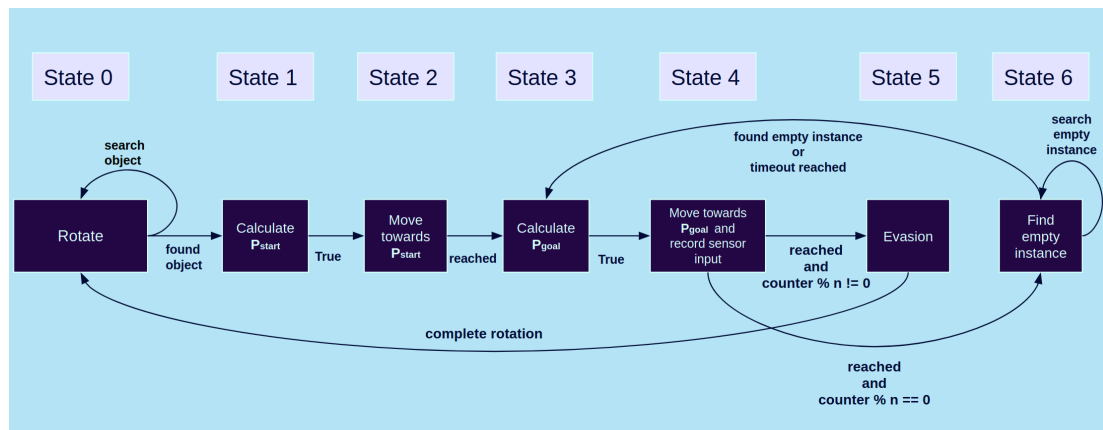 State 0
State 1
State 2
State 3
State 4
State 5
State 6
search
object
found empty instance
or
timeout reached
search
empty
instance
Rotate
found
object
Calculate
Pstart
True
Move
towards
Pstart
reached
Calculate
Pgoal
True
Move towards
Pgoal and
record sensor
input
reached
and
counter % n != 0
Evasion
Find
empty
instance
complete rotation
reached
and
counter % n == 0